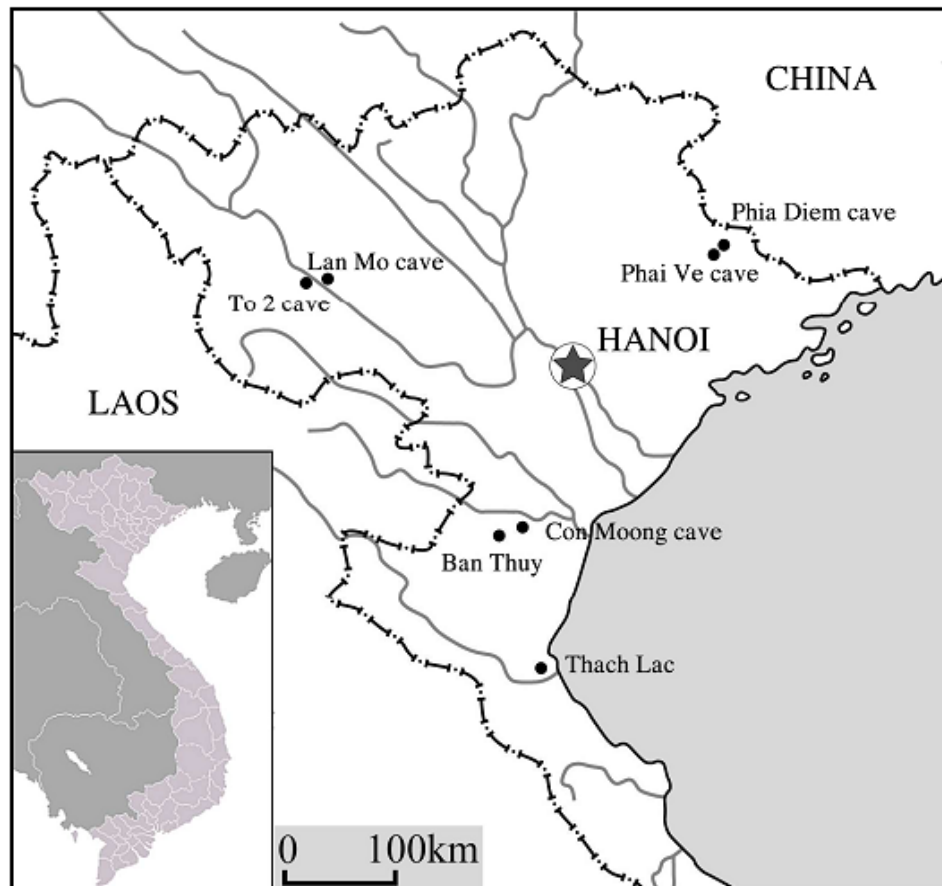 CHINA
Phia Diem cave
Phai Ve cave
Lan Mo cave
To 2 cave
HANOI
LAOS
Con Moong cave
Ban Thuy
Thach Lac
0 100km